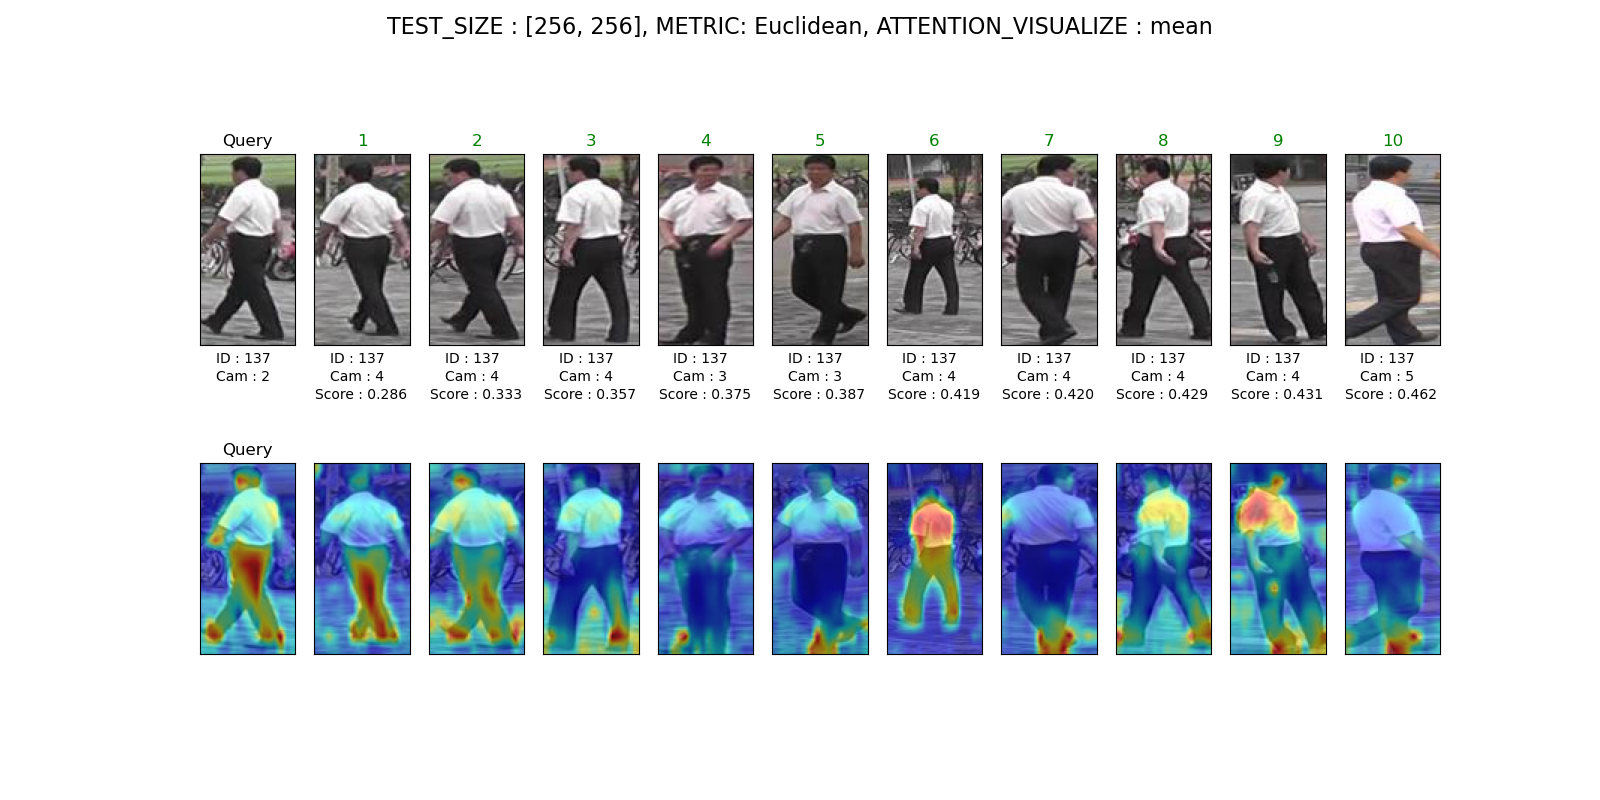 TEST_SIZE : [256, 256], METRIC: Euclidean, ATTENTION_VISUALIZE : mean
Query 1 2 3 4 5 6 7 8 9 10
ID : 137 ID : 137 ID : 137 ID : 137 ID : 137 ID : 137 ID : 137 ID : 137 ID : 137 ID : 137 ID : 137
Cam : 2 Cam : 4 Cam : 4 Cam : 4 Cam : 3 Cam : 3 Cam : 4 Cam : 4 Cam : 4 Cam : 4 Cam : 5
Score : 0.286 Score : 0.333 Score : 0.357 Score : 0.375 Score : 0.387 Score : 0.419 Score : 0.420 Score : 0.429 Score : 0.431 Score : 0.462
Query